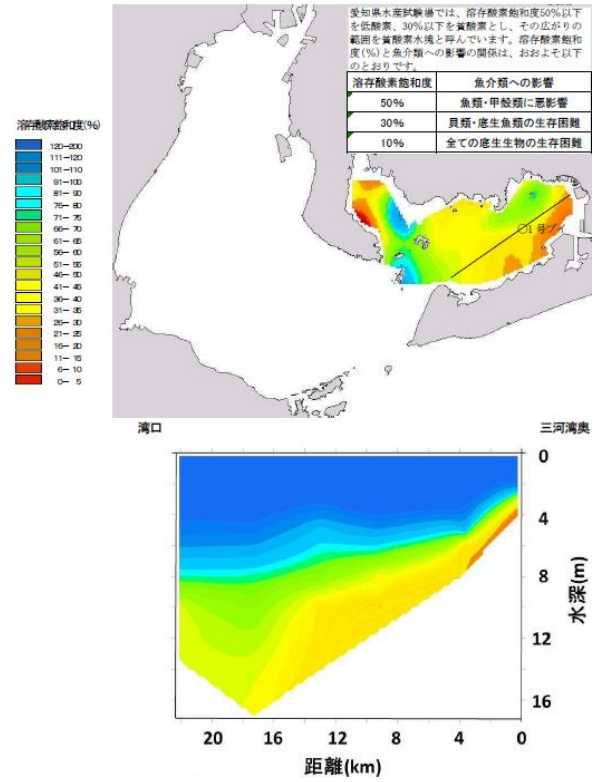 愛知県水産試験場では、溶存酸素飽和度50%以下
を低酸素、30%以下を貧酸素とし、その広がりの
範囲を貧酸素水塊と呼んでいます。溶存酸素飽和
度(%)と魚介類への影響の関係は、おおよそ以下
のとおりです。
溶存酸素飽和度 魚介類への影響
50% 魚類・甲殻類に悪影響
30% 貝類・底生魚類の生存困難
10% 全ての底生生物の生存困難
溶存酸素飽和度(%)
120-200
111-120
101-110
91-100
81-90
76-80
71-75
66-70
61-65
56-60
51-55
46-50
41-45
36-40
31-35
26-30
21-25
16-20
11-15
6-10
0-5
1号ブイ
湾口 三河湾奥
0
4
8
12
16
水深(m)
20 16 12 8 4 0
距離(km)